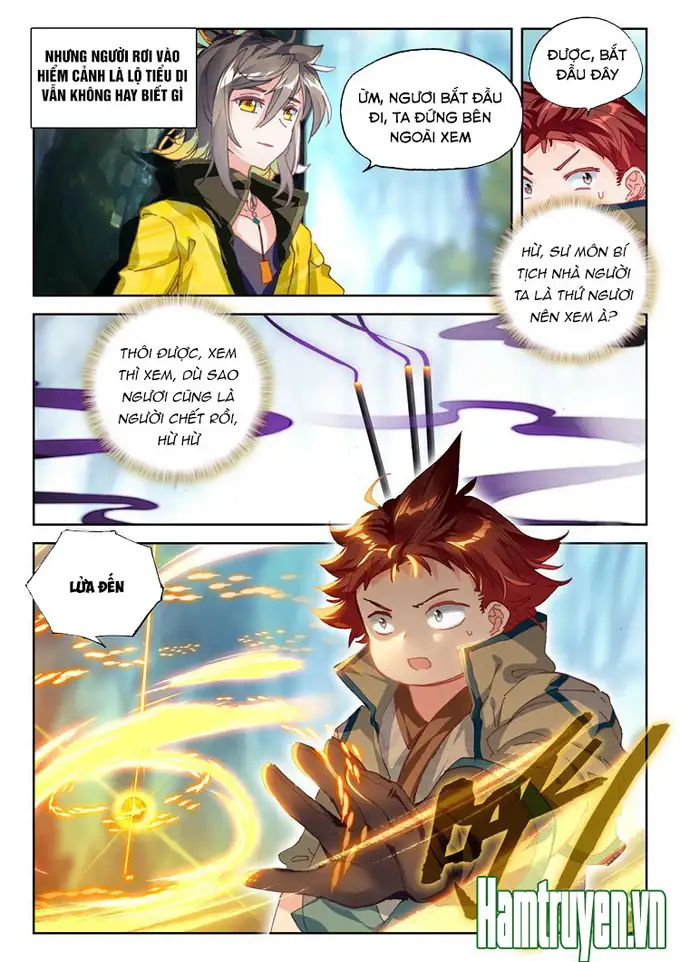 NHƯNG NGƯỜI RƠI VÀO
HIỂM CẢNH LÀ LỘ TIỂU DI
VẪN KHÔNG HAY BIẾT GÌ
ỪM, NGƯƠI BẮT ĐẦU
ĐI, TA ĐỨNG BÊN
NGOÀI XEM
ĐƯỢC, BẮT
ĐẦU ĐÂY
HỪ, SƯ MÔN BÍ
TỊCH NHÀ NGƯỜI
TA LÀ THỨ NGƯƠI
NÊN XEM À?
THÔI ĐƯỢC, XEM
THÌ XEM, DÙ SAO
NGƯƠI CŨNG LÀ
NGƯỜI CHẾT RỒI,
HỪ HỪ
LỬA ĐẾN
Hamtruyen.vn